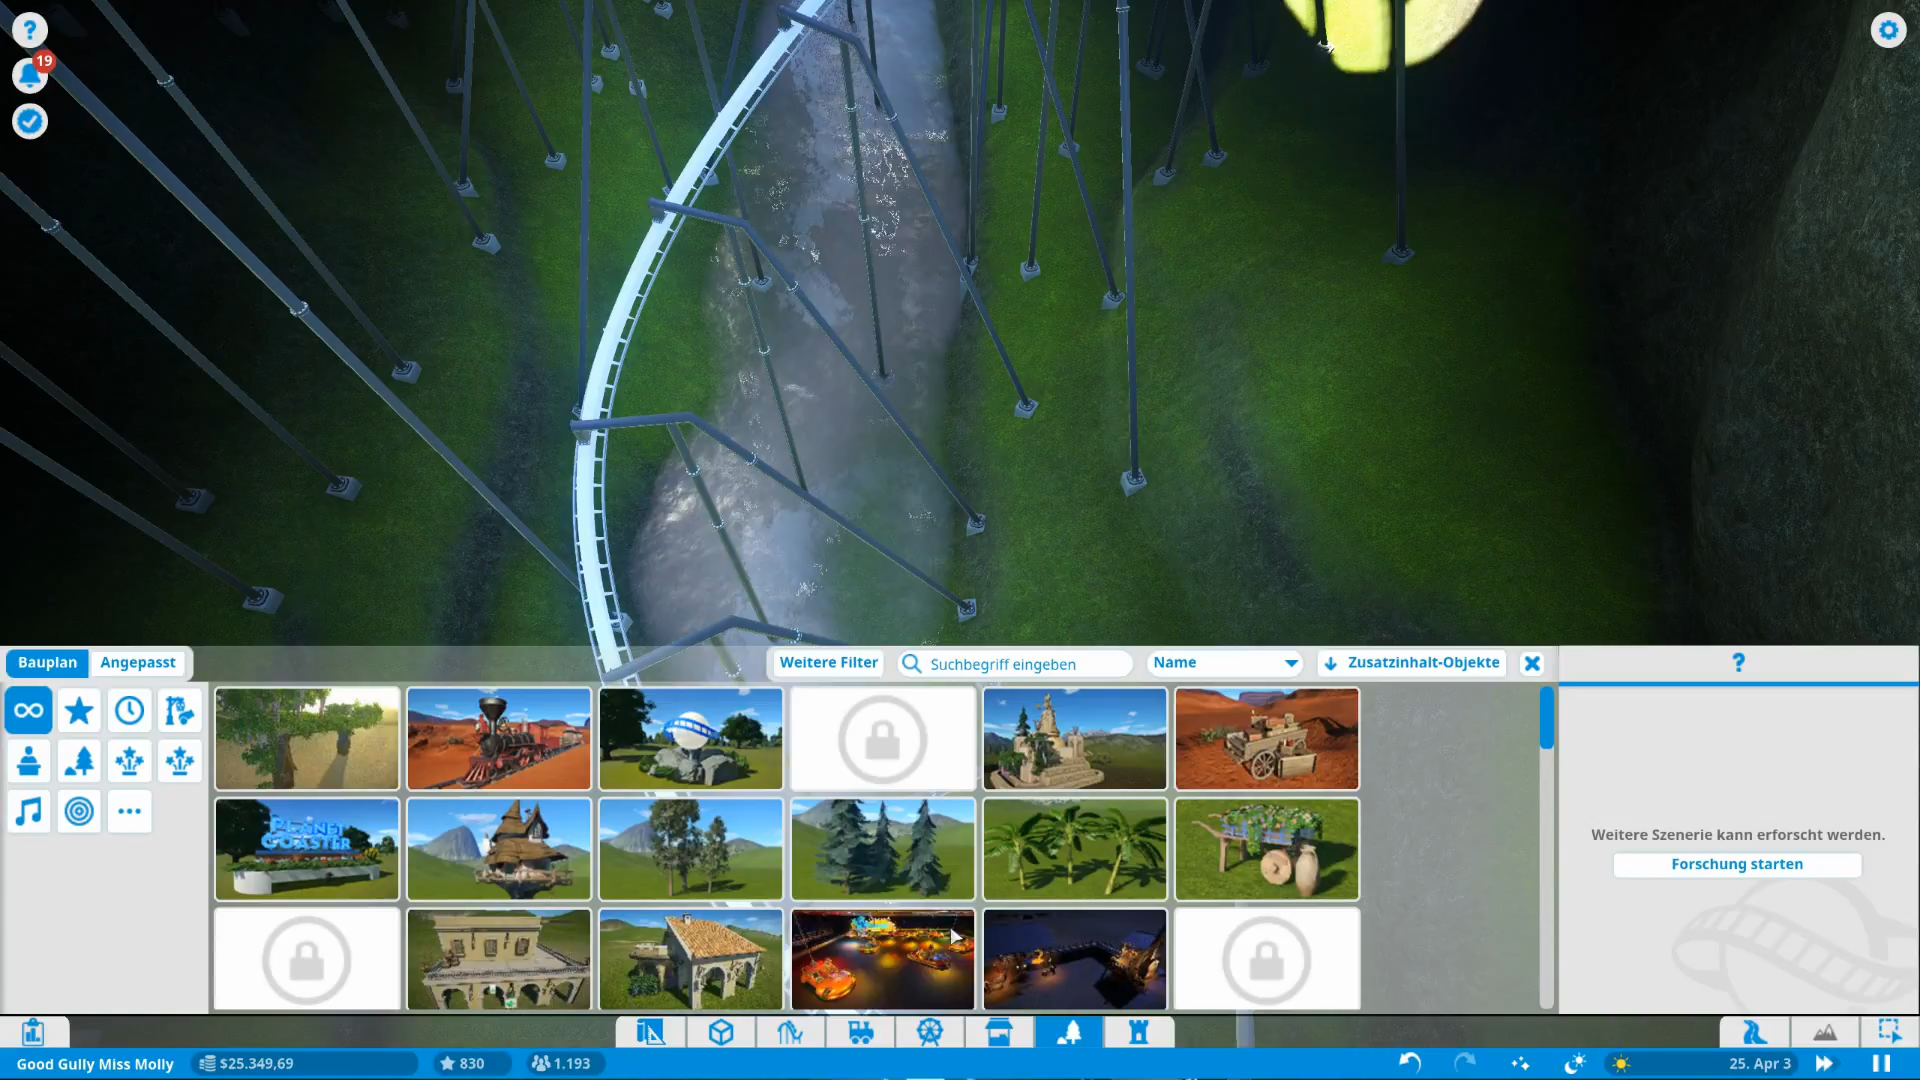 ?
19
Bauplan
Angepasst
Weitere Filter
Suchbegriff eingeben
Name
Zusatzinhalt-Objekte
?
PLANET COASTER
Weitere Szenerie kann erforscht werden.
Forschung starten
Good Gully Miss Molly
$25.349,69
830
1.193
25. Apr 3